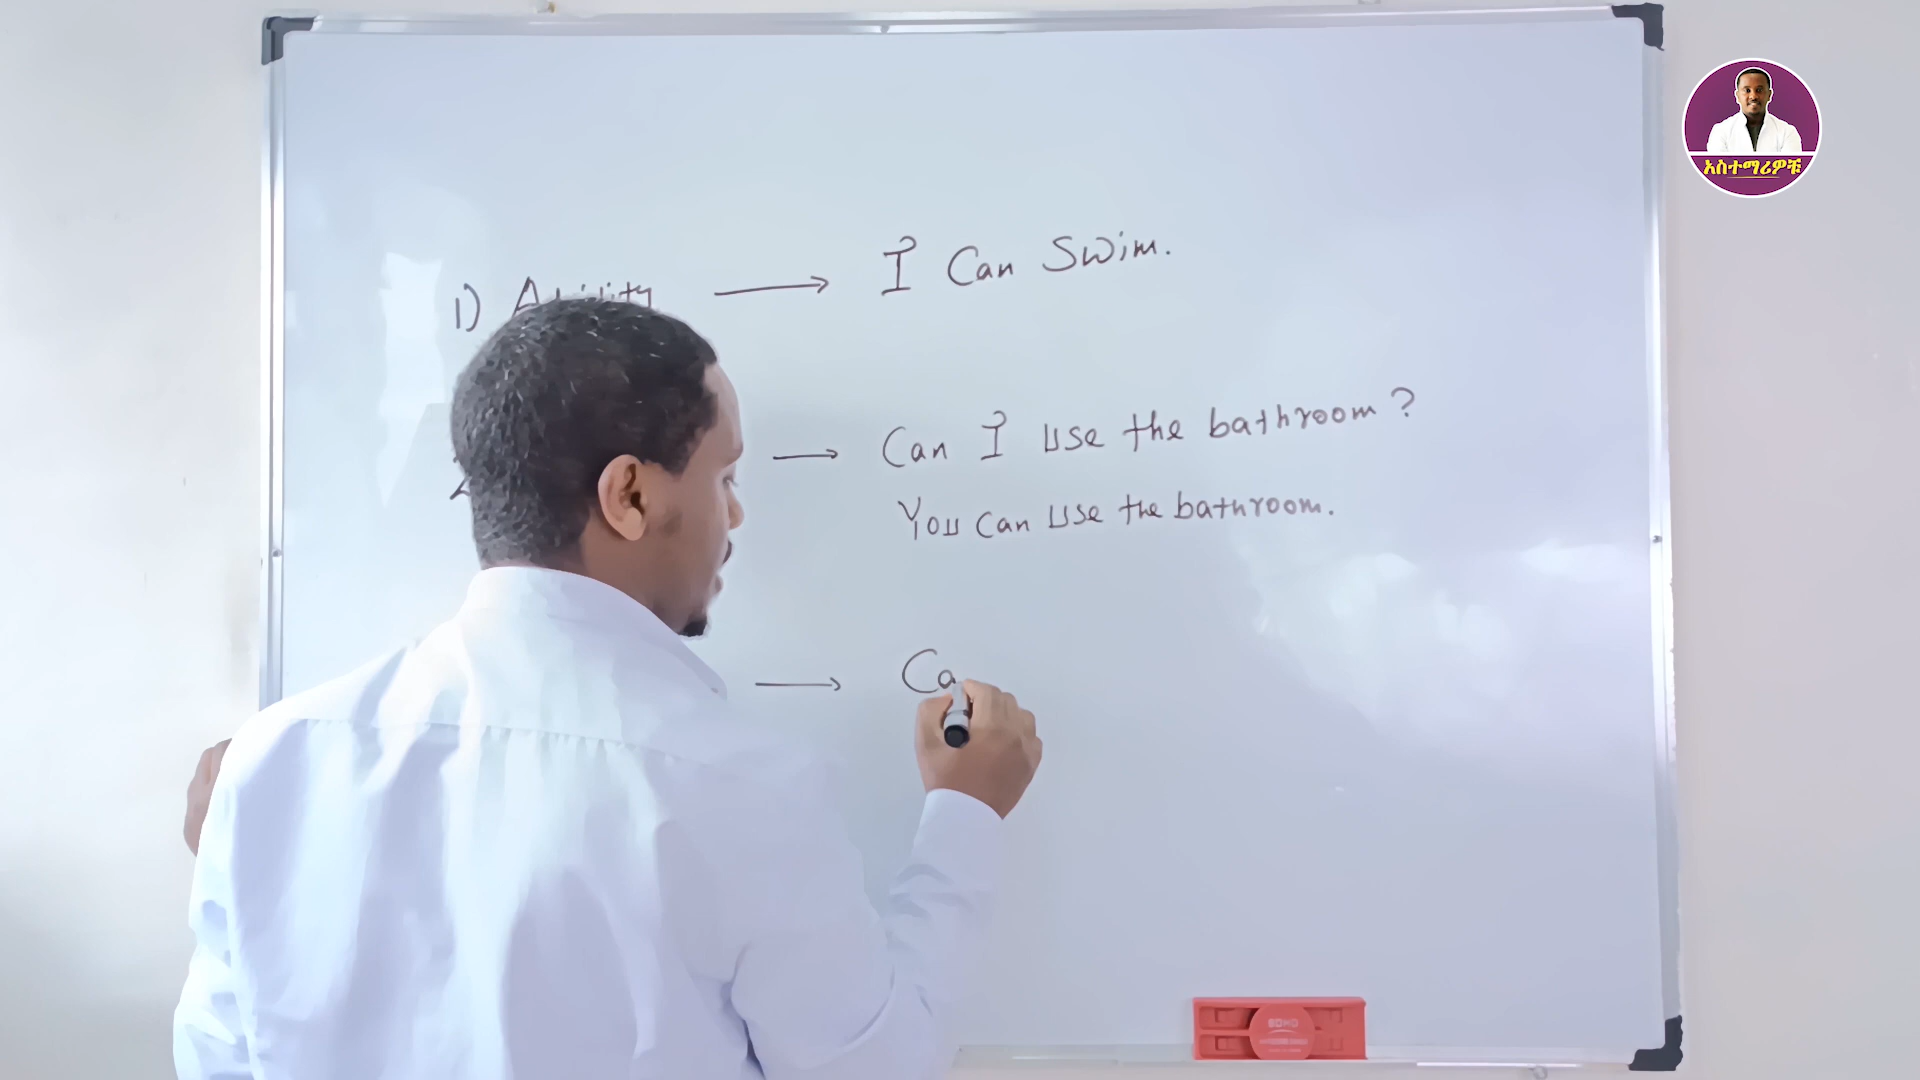 1) Ability → I Can Swim.
→ Can I use the bathroom?
You can use the bathroom.
→ Ca
አስተማሪዎቹ